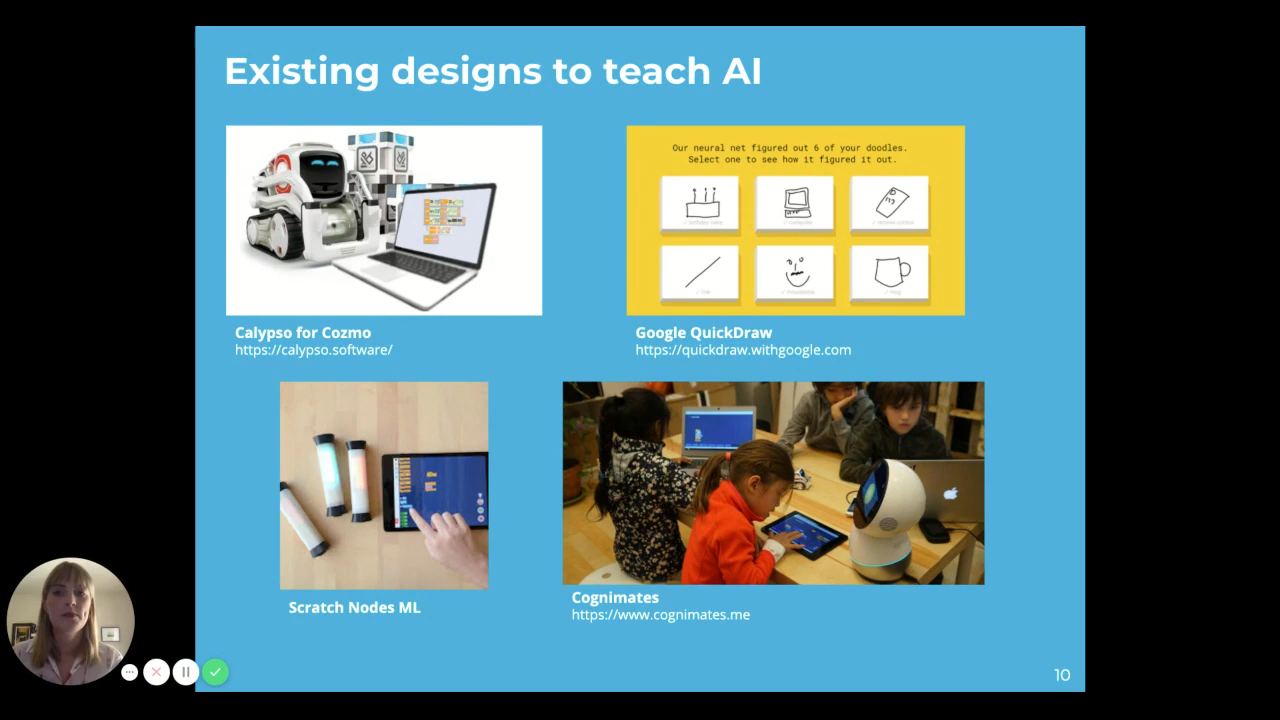 Existing designs to teach AI
Our neural net figured out 6 of your doodles.
Select one to see how it figured it out.
Calypso for Cozmo
https://calypso.software/
Google QuickDraw
https://quickdraw.withgoogle.com
Scratch Nodes ML
Cognimates
https://www.cognimates.me
10